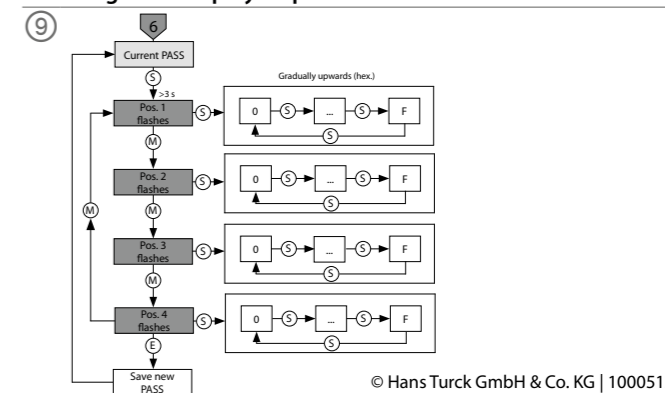 9
6
Current PASS
S
>3 s
Gradually upwards (hex.)
Pos. 1
flashes
S
0 S ... S F
S
M
Pos. 2
flashes
S
0 S ... S F
S
M
M
Pos. 3
flashes
S
0 S ... S F
S
M
Pos. 4
flashes
S
0 S ... S F
S
E
Save new
PASS
© Hans Turck GmbH & Co. KG | 100051